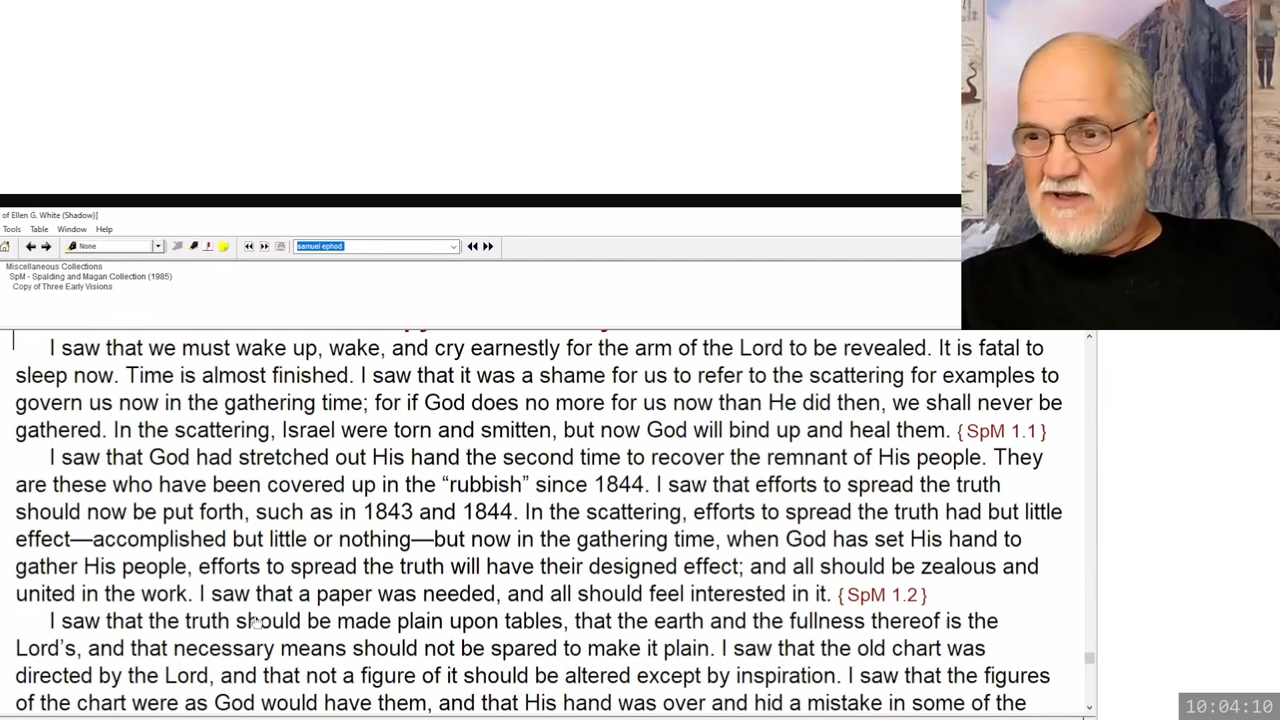 of Ellen G. White (Shadow)]
Tools Table Window Help
None
samuel ephod
Miscellaneous Collections
SpM - Spalding and Magan Collection (1985)
Copy of Three Early Visions
I saw that we must wake up, wake, and cry earnestly for the arm of the Lord to be revealed. It is fatal to
sleep now. Time is almost finished. I saw that it was a shame for us to refer to the scattering for examples to
govern us now in the gathering time; for if God does no more for us now than He did then, we shall never be
gathered. In the scattering, Israel were torn and smitten, but now God will bind up and heal them. {SpM 1.1}
I saw that God had stretched out His hand the second time to recover the remnant of His people. They
are these who have been covered up in the “rubbish” since 1844. I saw that efforts to spread the truth
should now be put forth, such as in 1843 and 1844. In the scattering, efforts to spread the truth had but little
effect—accomplished but little or nothing—but now in the gathering time, when God has set His hand to
gather His people, efforts to spread the truth will have their designed effect; and all should be zealous and
united in the work. I saw that a paper was needed, and all should feel interested in it. {SpM 1.2}
I saw that the truth should be made plain upon tables, that the earth and the fullness thereof is the
Lord’s, and that necessary means should not be spared to make it plain. I saw that the old chart was
directed by the Lord, and that not a figure of it should be altered except by inspiration. I saw that the figures
of the chart were as God would have them, and that His hand was over and hid a mistake in some of the
10:04:10